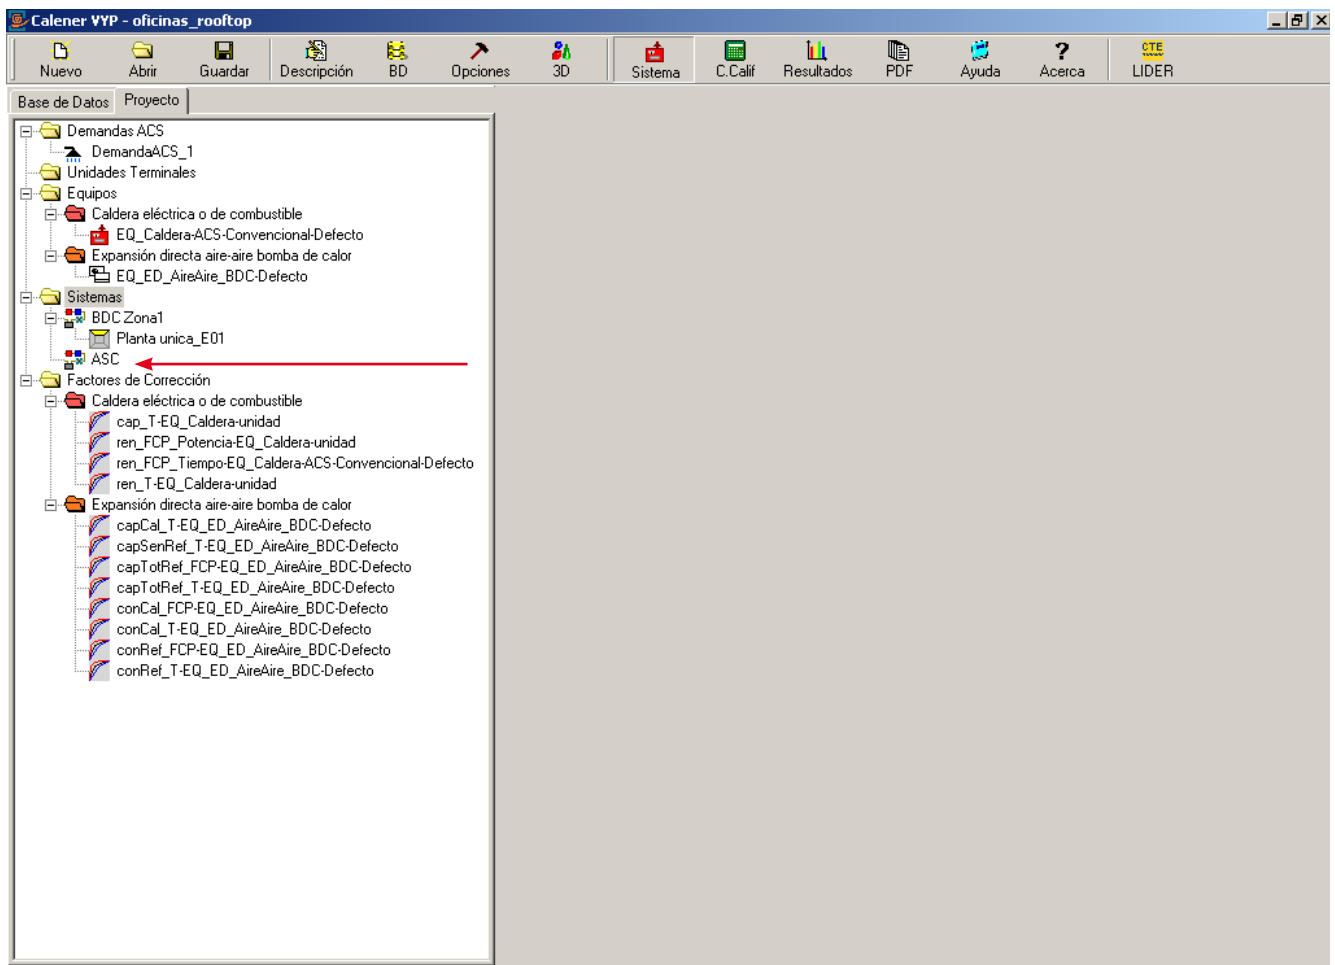 Calener VYP - oficinas_rooftop
Nuevo Abrir Guardar Descripción BD Opciones 3D Sistema C.Calif Resultados PDF Ayuda ? Acerca CTE LIDER
Base de Datos Proyecto
Demandas ACS
DemandaACS_1
Unidades Terminales
Equipos
Caldera eléctrica o de combustible
EQ_Caldera-ACS-Convencional-Defecto
Expansión directa aire-aire bomba de calor
EQ_ED_AireAire_BDC-Defecto
Sistemas
BDC Zona1
Planta unica_E01
ASC
Factores de Corrección
Caldera eléctrica o de combustible
cap_T-EQ_Caldera-unidad
ren_FCP_Potencia-EQ_Caldera-unidad
ren_FCP_Tiempo-EQ_Caldera-ACS-Convencional-Defecto
ren_T-EQ_Caldera-unidad
Expansión directa aire-aire bomba de calor
capCal_T-EQ_ED_AireAire_BDC-Defecto
capSenRef_T-EQ_ED_AireAire_BDC-Defecto
capTotRef_FCP-EQ_ED_AireAire_BDC-Defecto
capTotRef_T-EQ_ED_AireAire_BDC-Defecto
conCal_FCP-EQ_ED_AireAire_BDC-Defecto
conCal_T-EQ_ED_AireAire_BDC-Defecto
conRef_FCP-EQ_ED_AireAire_BDC-Defecto
conRef_T-EQ_ED_AireAire_BDC-Defecto